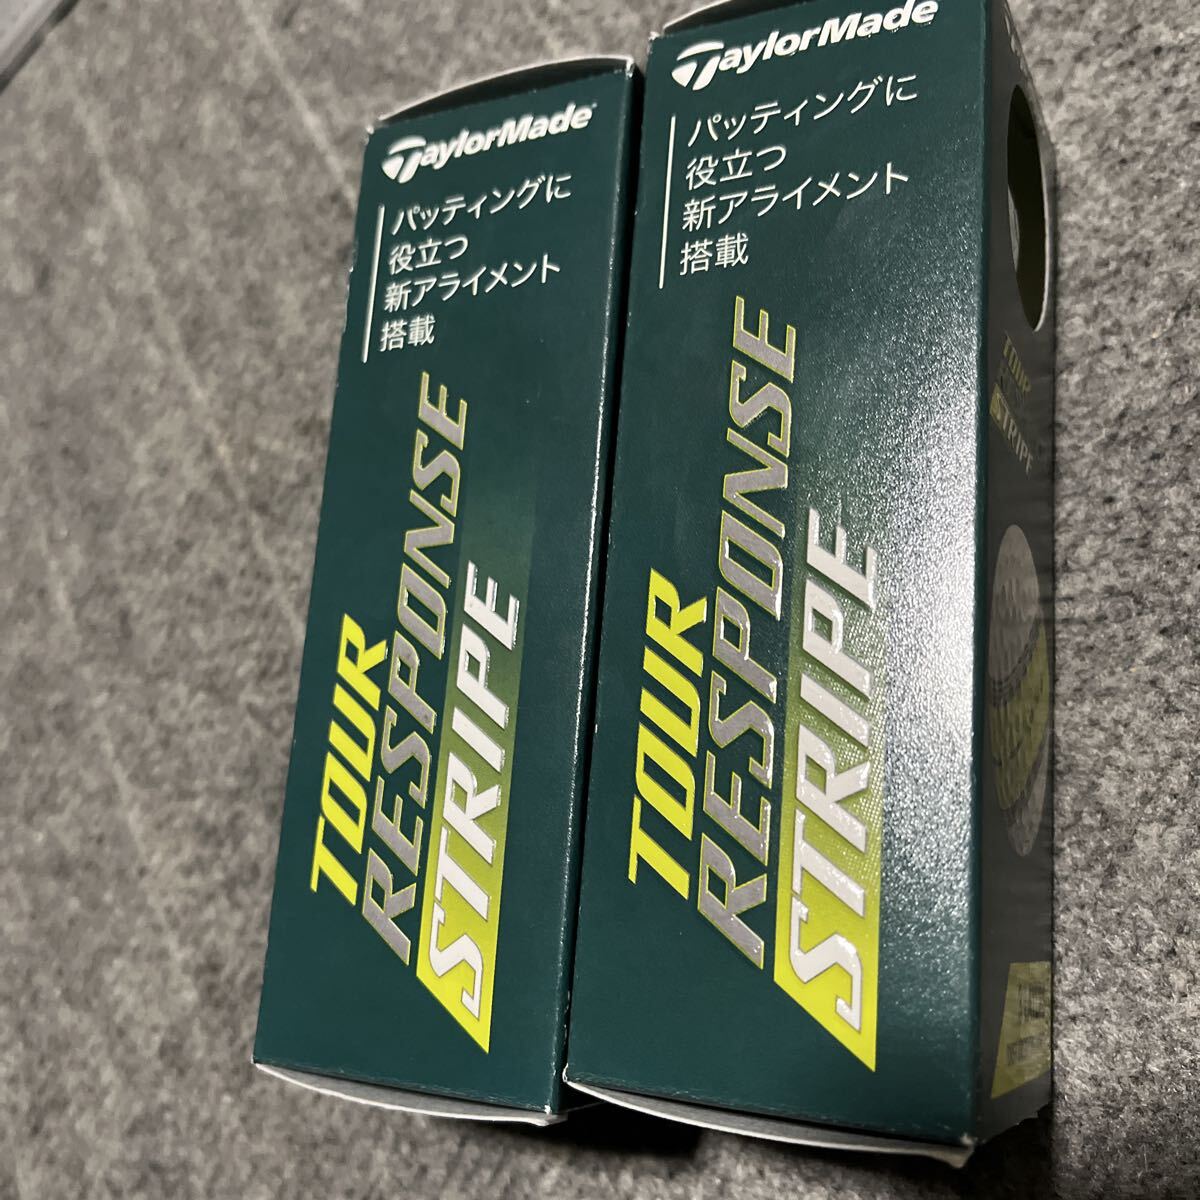 TaylorMade
パッティングに
役立つ
新アライメント
搭載
TOUR
RESPONSE
STRIPE
TaylorMade
パッティングに
役立つ
新アライメント
搭載
TOUR
RESPONSE
STRIPE
TOUR
STRIPE